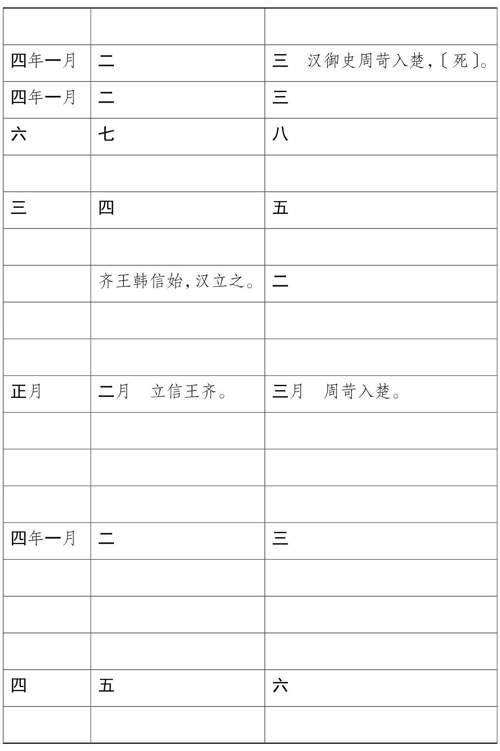 四年一月 二 三 汉御史周苛入楚,〔死〕。
四年一月 二 三
六 七 八
三 四 五
齐王韩信始,汉立之。 二
正月 二月 立信王齐。 三月 周苛入楚。
四年一月 二 三
四 五 六